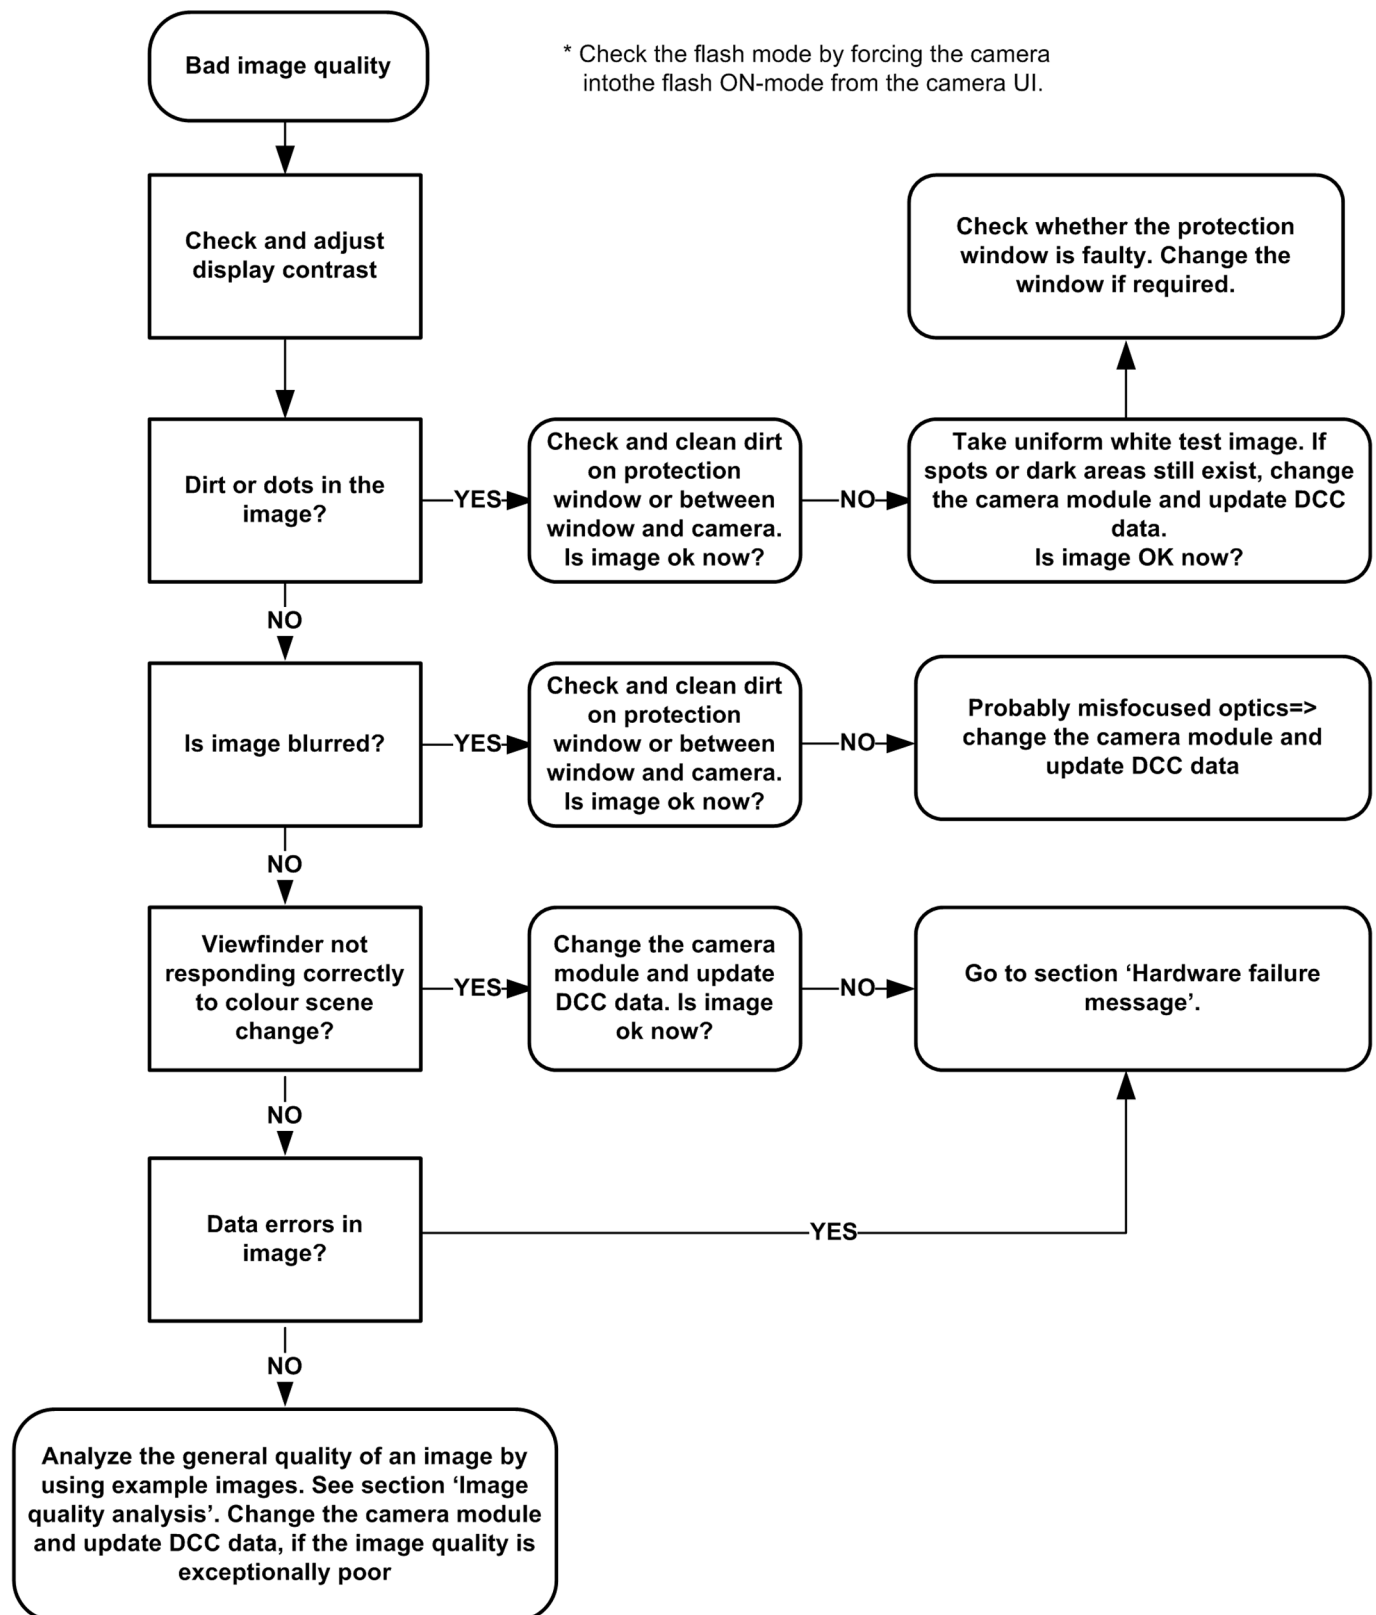 Bad image quality
* Check the flash mode by forcing the camera
intothe flash ON-mode from the camera UI.
Check and adjust
display contrast
Check whether the protection
window is faulty. Change the
window if required.
Dirt or dots in the
image?
YES
Check and clean dirt
on protection
window or between
window and camera.
Is image ok now?
NO
Take uniform white test image. If
spots or dark areas still exist, change
the camera module and update DCC
data.
Is image OK now?
NO
Is image blurred?
YES
Check and clean dirt
on protection
window or between
window and camera.
Is image ok now?
NO
Probably misfocused optics=>
change the camera module and
update DCC data
NO
Viewfinder not
responding correctly
to colour scene
change?
YES
Change the camera
module and update
DCC data. Is image
ok now?
NO
Go to section ‘Hardware failure
message’.
NO
Data errors in
image?
YES
NO
Analyze the general quality of an image by
using example images. See section ‘Image
quality analysis’. Change the camera module
and update DCC data, if the image quality is
exceptionally poor